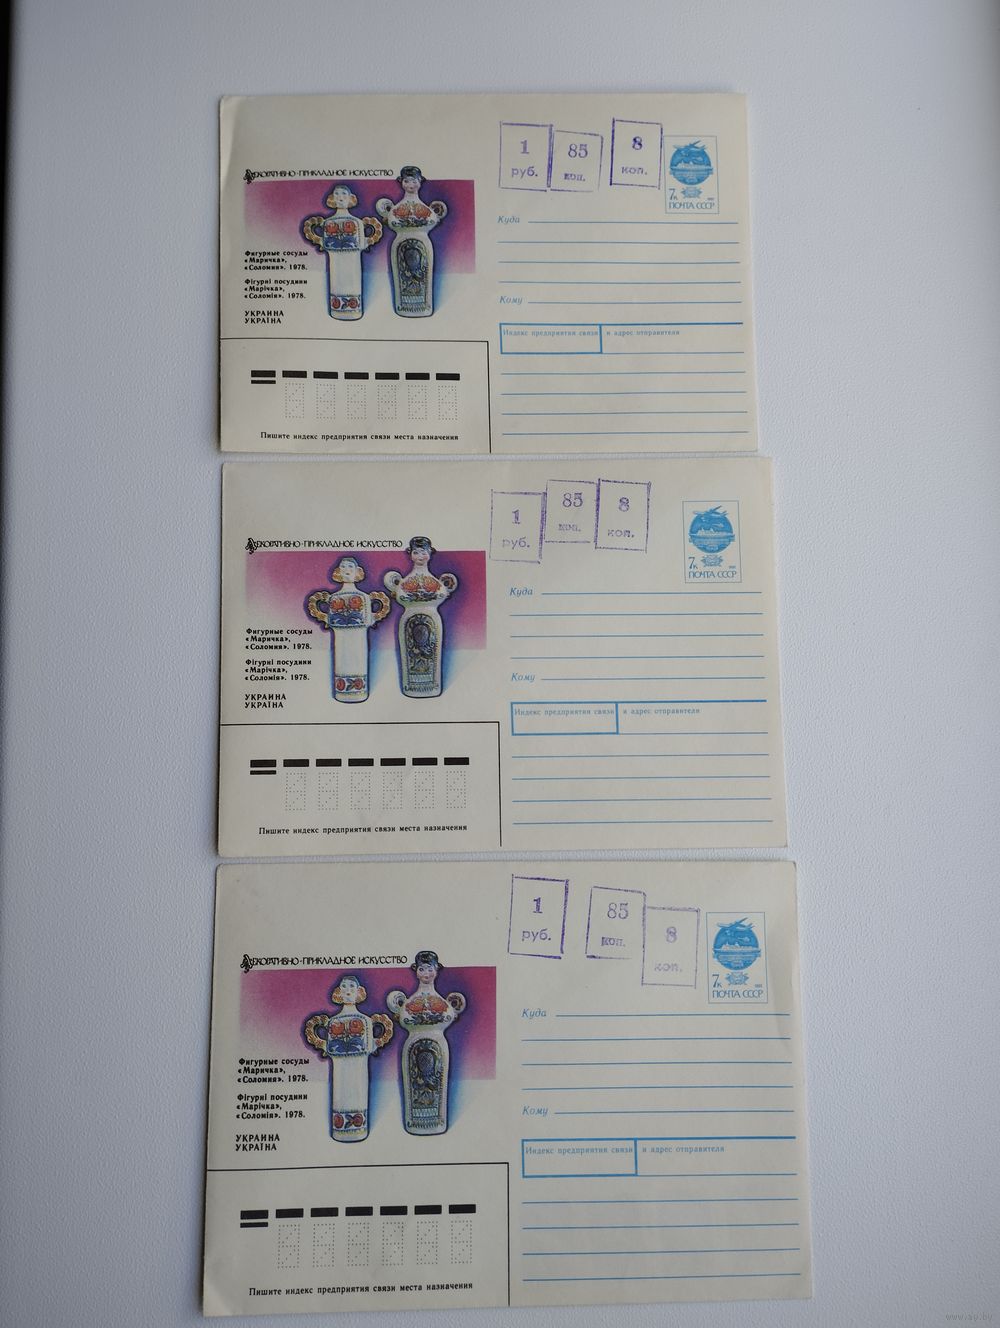 ДЕКОРАТИВНО-ПРИКЛАДНОЕ ИСКУССТВО
Фигурные сосуды
«Маричка»,
«Соломия». 1978.
Фігурні посудини
«Марічка»,
«Соломія». 1978.
УКРАИНА
УКРАЇНА
Пишите индекс предприятия связи места назначения
1
руб.
85
коп.
8
коп.
7к
ПОЧТА СССР
Куда
Кому
Индекс предприятия связи и адрес отправителя
ДЕКОРАТИВНО-ПРИКЛАДНОЕ ИСКУССТВО
Фигурные сосуды
«Маричка»,
«Соломия». 1978.
Фігурні посудини
«Марічка»,
«Соломія». 1978.
УКРАИНА
УКРАЇНА
Пишите индекс предприятия связи места назначения
1
руб.
85
коп.
8
коп.
7к
ПОЧТА СССР
Куда
Кому
Индекс предприятия связи и адрес отправителя
ДЕКОРАТИВНО-ПРИКЛАДНОЕ ИСКУССТВО
Фигурные сосуды
«Маричка»,
«Соломия». 1978.
Фігурні посудини
«Марічка»,
«Соломія». 1978.
УКРАИНА
УКРАЇНА
Пишите индекс предприятия связи места назначения
1
руб.
85
коп.
8
коп.
7к
ПОЧТА СССР
Куда
Кому
Индекс предприятия связи и адрес отправителя
www.ay.by